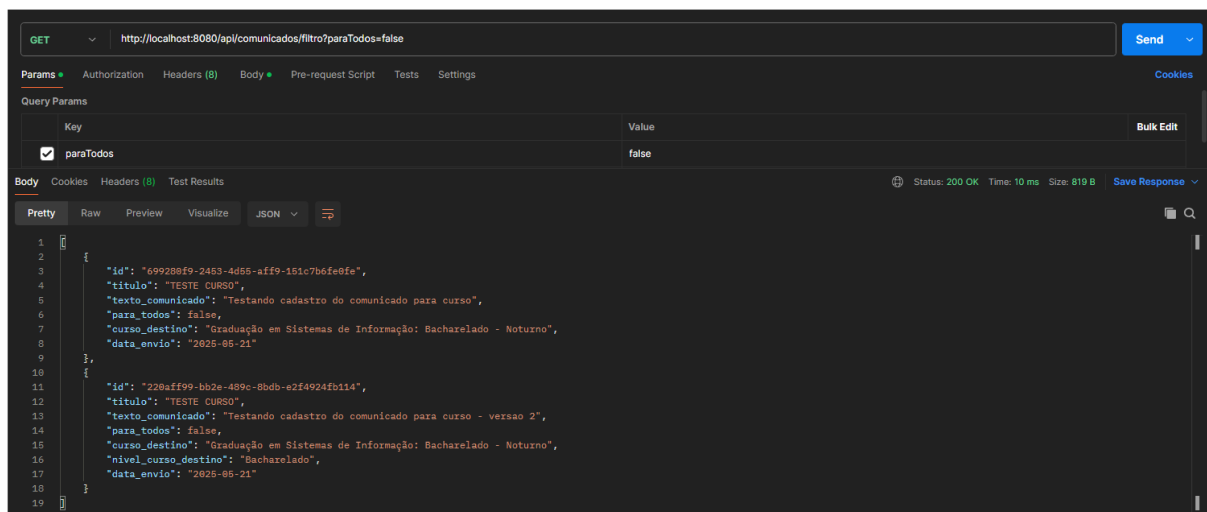 GET http://localhost:8080/api/comunicados/filtro?paraTodos=false Send
Params Authorization Headers (8) Body Pre-request Script Tests Settings Cookies
Query Params
Key Value Bulk Edit
paraTodos false
Body Cookies Headers (8) Test Results Status: 200 OK Time: 10 ms Size: 819 B Save Response
Pretty Raw Preview Visualize JSON
1 [
2 {
3 "id": "699280f9-2453-4d55-aff9-151c7b6fe0fe",
4 "titulo": "TESTE CURSO",
5 "texto_comunicado": "Testando cadastro do comunicado para curso",
6 "para_todos": false,
7 "curso_destino": "Graduação em Sistemas de Informação: Bacharelado - Noturno",
8 "data_envio": "2025-05-21"
9 },
10 {
11 "id": "220aff99-bb2e-489c-8bdb-e2f4924fb114",
12 "titulo": "TESTE CURSO",
13 "texto_comunicado": "Testando cadastro do comunicado para curso - versao 2",
14 "para_todos": false,
15 "curso_destino": "Graduação em Sistemas de Informação: Bacharelado - Noturno",
16 "nivel_curso_destino": "Bacharelado",
17 "data_envio": "2025-05-21"
18 }
19 ]